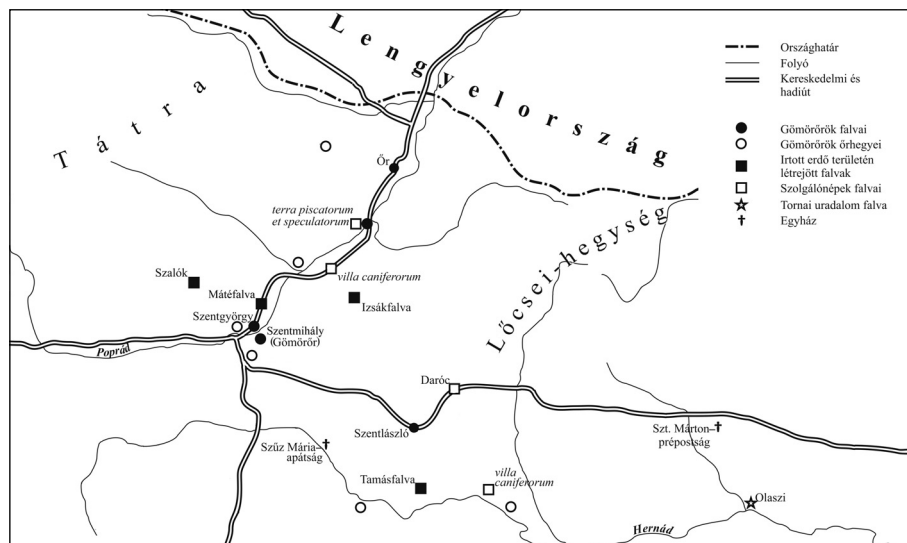 Lengyelország
Tátra
Országhatár
Folyó
Kereskedelmi és
hadiút
Gömörőrök falvai
Gömörőrök őrhegyei
Irtott erdő területén
létrejött falvak
Szolgálónépek falvai
Tornai uradalom falva
Egyház
Őr
terra piscatorum
et speculatorum
Lőcsei-hegység
villa caniferorum
Szalók
Mátéfalva
Izsákfalva
Szentgyörgy
Szentmihály
(Gömörőr)
Poprád
Daróc
Szentlászló
Szt. Márton–
prépostság
Szűz Mária–
apátság
Tamásfalva
villa
caniferorum
Olaszi
Hernád